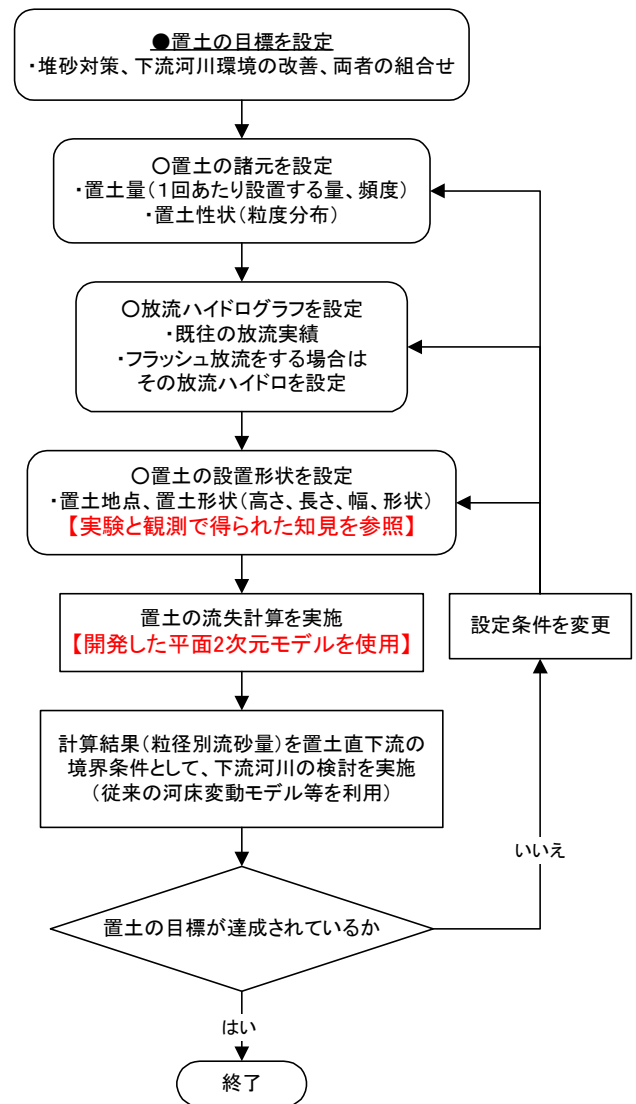 ●置土の目標を設定
・堆砂対策、下流河川環境の改善、両者の組合せ
○置土の諸元を設定
・置土量(1回あたり設置する量、頻度)
・置土性状(粒度分布)
○放流ハイドログラフを設定
・既往の放流実績
・フラッシュ放流をする場合は
その放流ハイドロを設定
○置土の設置形状を設定
・置土地点、置土形状(高さ、長さ、幅、形状)
【実験と観測で得られた知見を参照】
置土の流失計算を実施
【開発した平面2次元モデルを使用】
設定条件を変更
計算結果(粒径別流砂量)を置土直下流の
境界条件として、下流河川の検討を実施
(従来の河床変動モデル等を利用)
いいえ
置土の目標が達成されているか
はい
終了